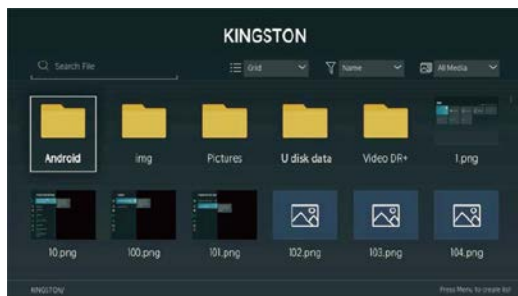 KINGSTON
Search File
Grid
Name
All Media
Android
img
Pictures
U disk data
Video DR+
1.png
10.png
100.png
101.png
102.png
103.png
104.png
KINGSTON/
Press Menu to create list